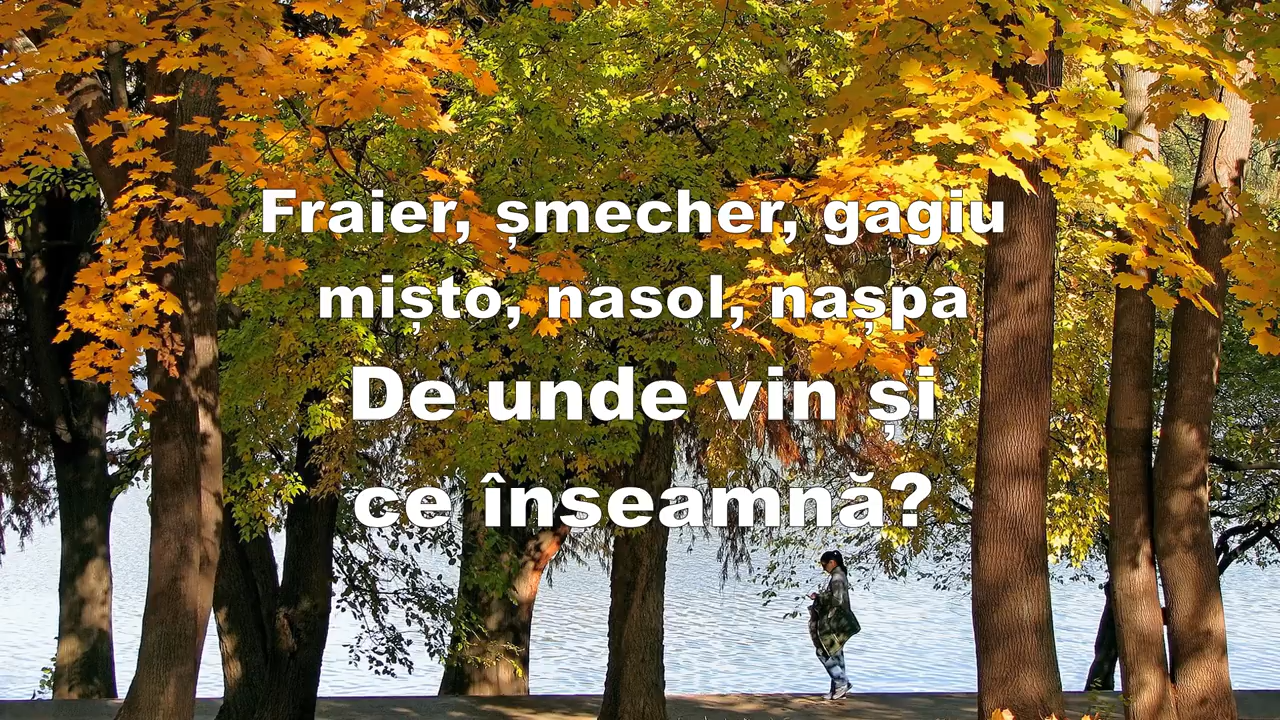 Fraier, șmecher, gagiu
mișto, nasol, nașpa
De unde vin și
ce înseamnă?